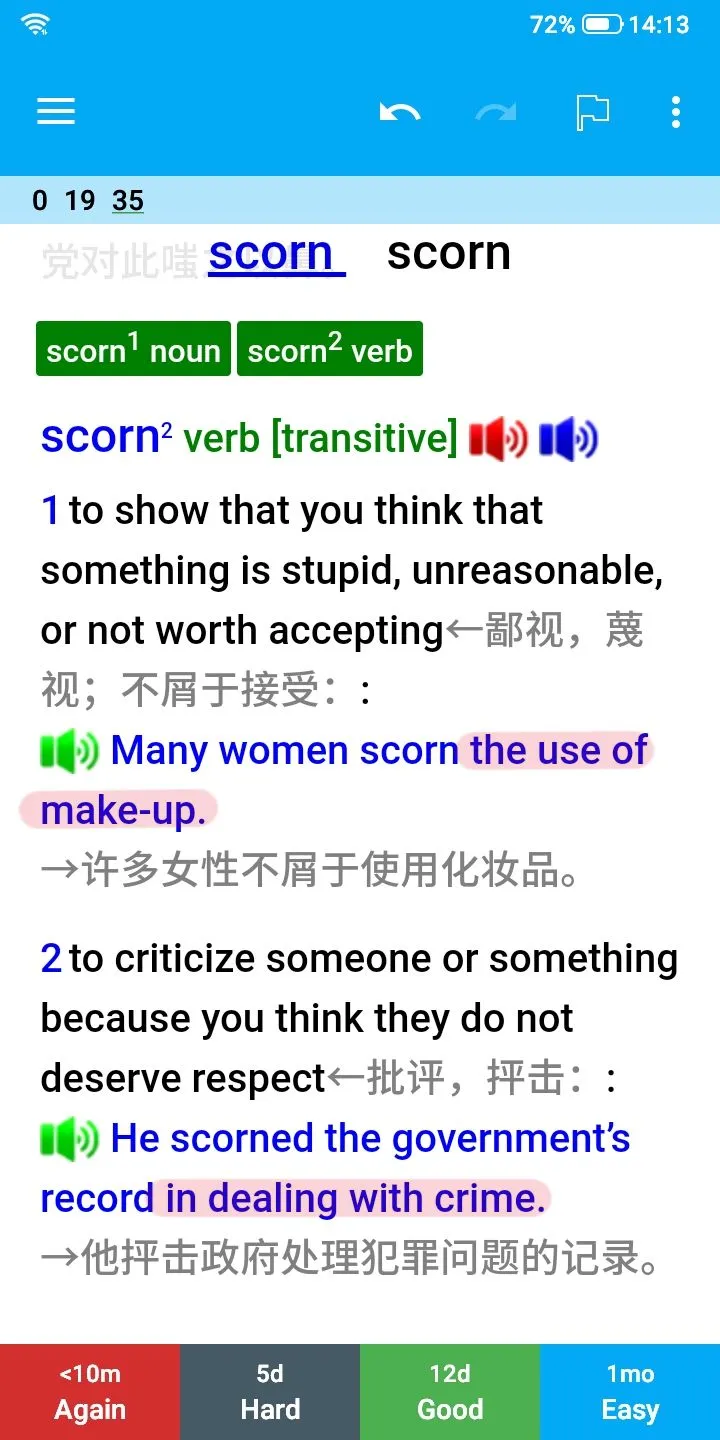 72% 14:13
0 19 35
党对此嗤 scorn scorn
scorn1 noun scorn2 verb
scorn2 verb [transitive]
1 to show that you think that
something is stupid, unreasonable,
or not worth accepting←鄙视，蔑
视；不屑于接受：:
Many women scorn the use of
make-up.
→许多女性不屑于使用化妆品。
2 to criticize someone or something
because you think they do not
deserve respect←批评，抨击：:
He scorned the government’s
record in dealing with crime.
→他抨击政府处理犯罪问题的记录。
<10m 5d 12d 1mo
Again Hard Good Easy